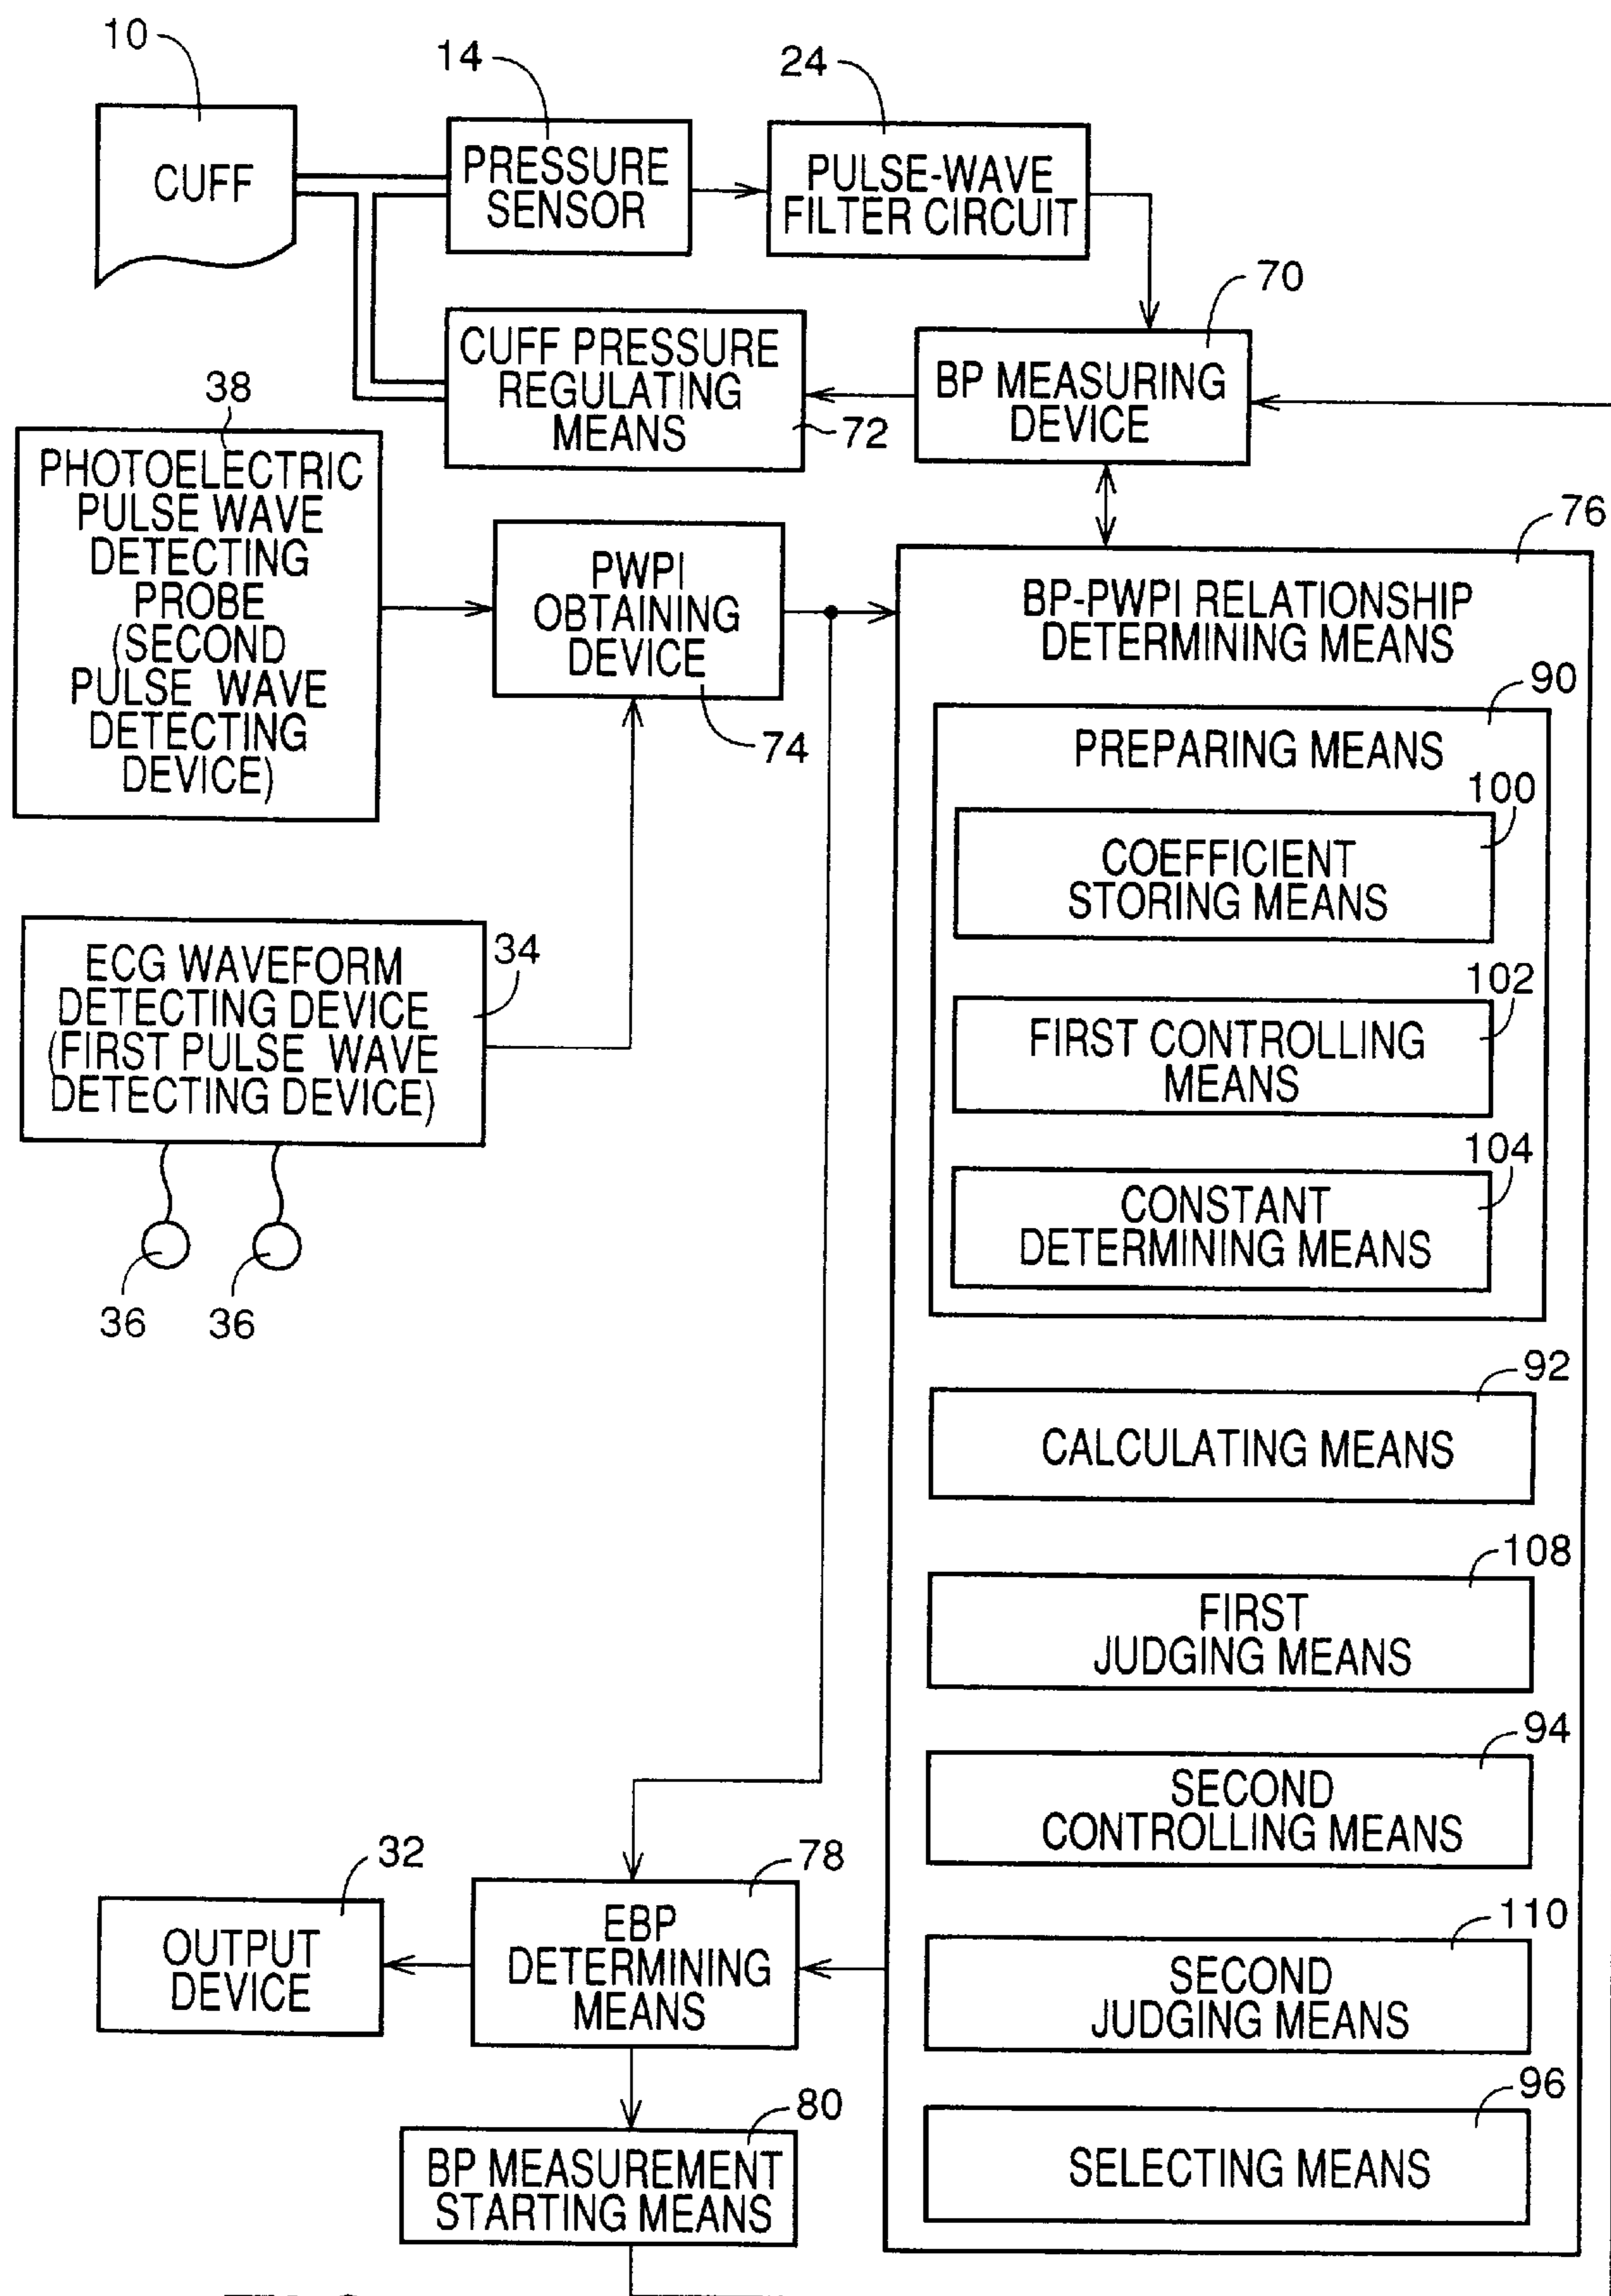 10
14
24
CUFF
PRESSURE
SENSOR
PULSE-WAVE
FILTER CIRCUIT
70
CUFF PRESSURE
REGULATING
MEANS
72
BP MEASURING
DEVICE
38
PHOTOELECTRIC
PULSE WAVE
DETECTING
PROBE
(SECOND
PULSE WAVE
DETECTING
DEVICE)
PWPI
OBTAINING
DEVICE
74
76
BP-PWPI RELATIONSHIP
DETERMINING MEANS
90
PREPARING MEANS
100
COEFFICIENT
STORING MEANS
34
ECG WAVEFORM
DETECTING DEVICE
(FIRST PULSE WAVE
DETECTING DEVICE)
36
36
102
FIRST CONTROLLING
MEANS
104
CONSTANT
DETERMINING MEANS
92
CALCULATING MEANS
108
FIRST
JUDGING MEANS
94
SECOND
CONTROLLING MEANS
32
OUTPUT
DEVICE
78
EBP
DETERMINING
MEANS
110
SECOND
JUDGING MEANS
80
BP MEASUREMENT
STARTING MEANS
96
SELECTING MEANS